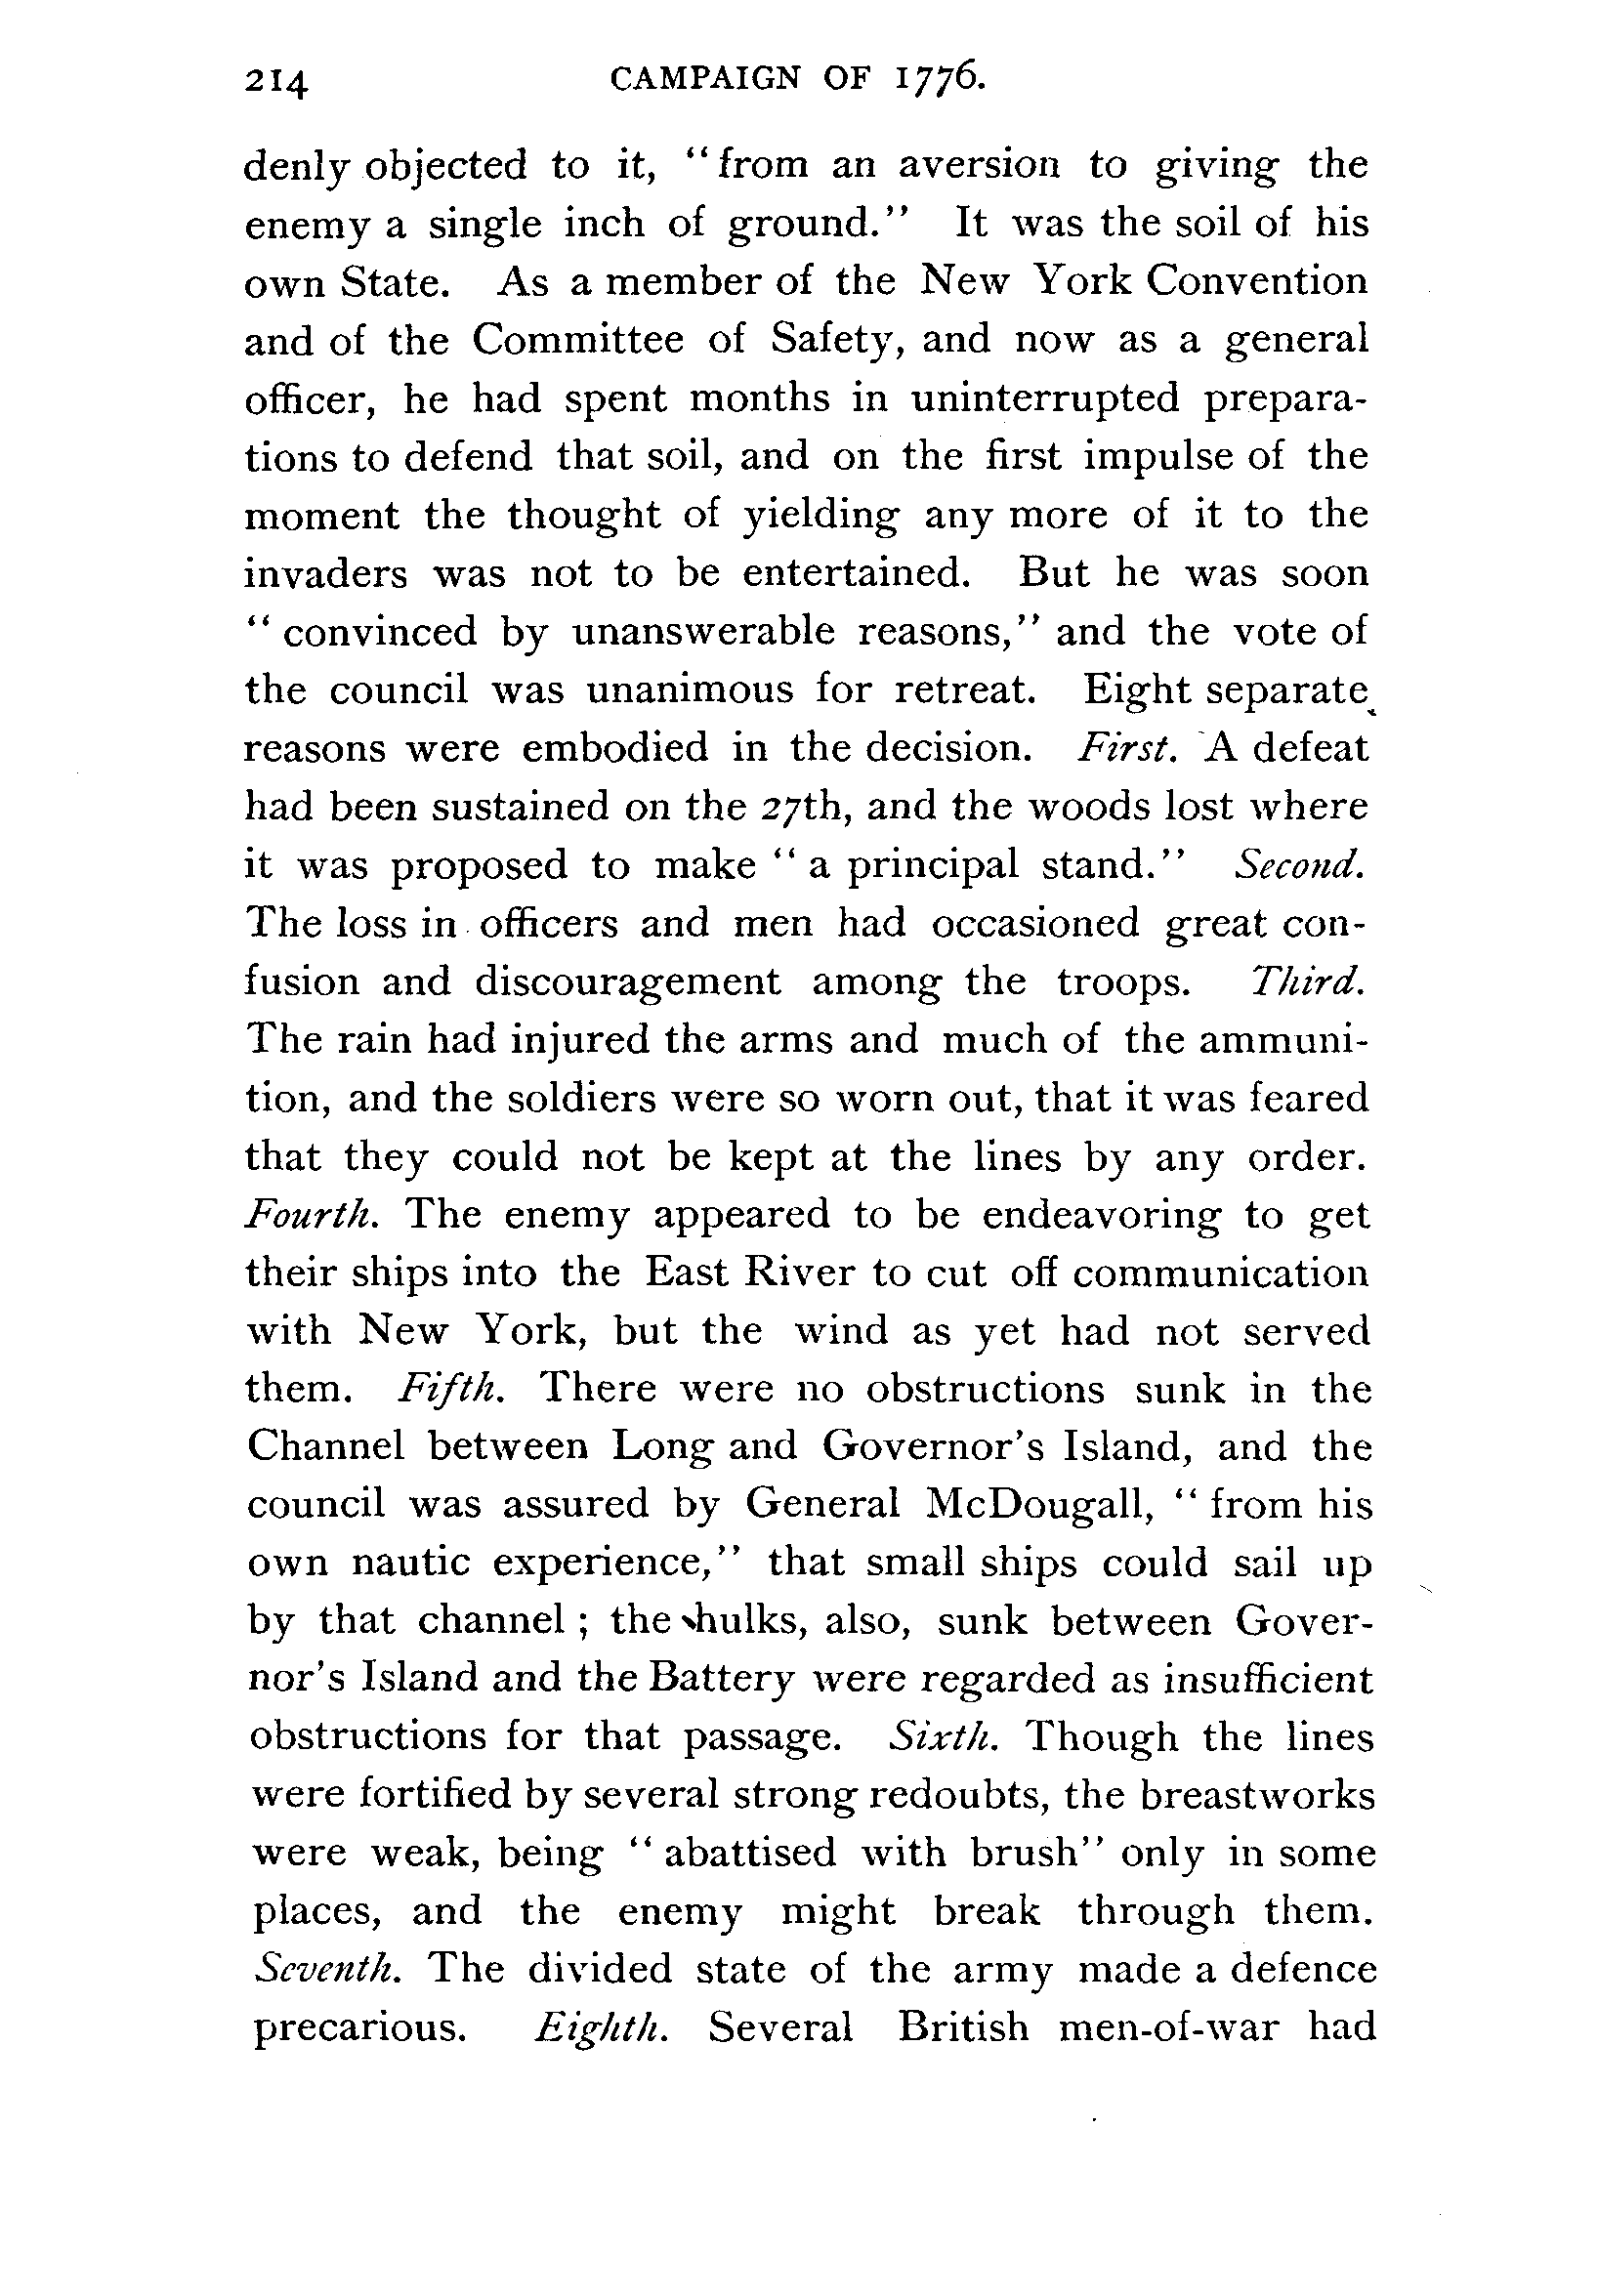 214 CAMPAIGN OF 1776.
denly objected to it, "from an aversion to giving the
enemy a single inch of ground." It was the soil of his
own State. As a member of the New York Convention
and of the Committee of Safety, and now as a general
officer, he had spent months in uninterrupted prepara-
tions to defend that soil, and on the first impulse of the
moment the thought of yielding any more of it to the
invaders was not to be entertained. But he was soon
"convinced by unanswerable reasons," and the vote of
the council was unanimous for retreat. Eight separate
reasons were embodied in the decision. First. A defeat
had been sustained on the 27th, and the woods lost where
it was proposed to make "a principal stand." Second.
The loss in officers and men had occasioned great con-
fusion and discouragement among the troops. Third.
The rain had injured the arms and much of the ammuni-
tion, and the soldiers were so worn out, that it was feared
that they could not be kept at the lines by any order.
Fourth. The enemy appeared to be endeavoring to get
their ships into the East River to cut off communication
with New York, but the wind as yet had not served
them. Fifth. There were no obstructions sunk in the
Channel between Long and Governor's Island, and the
council was assured by General McDougall, "from his
own nautic experience," that small ships could sail up
by that channel; the hulks, also, sunk between Gover-
nor's Island and the Battery were regarded as insufficient
obstructions for that passage. Sixth. Though the lines
were fortified by several strong redoubts, the breastworks
were weak, being "abattised with brush" only in some
places, and the enemy might break through them.
Seventh. The divided state of the army made a defence
precarious. Eighth. Several British men-of-war had